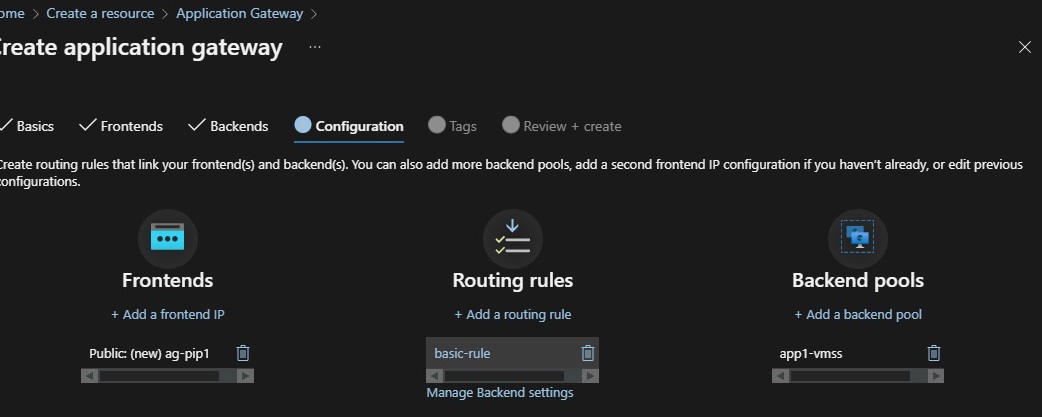 ome > Create a resource > Application Gateway >
Create application gateway ...
Basics Frontends Backends Configuration Tags Review + create
Create routing rules that link your frontend(s) and backend(s). You can also add more backend pools, add a second frontend IP configuration if you haven't already, or edit previous
configurations.
Frontends Routing rules Backend pools
+ Add a frontend IP + Add a routing rule + Add a backend pool
Public: (new) ag-pip1 basic-rule app1-vmss
Manage Backend settings